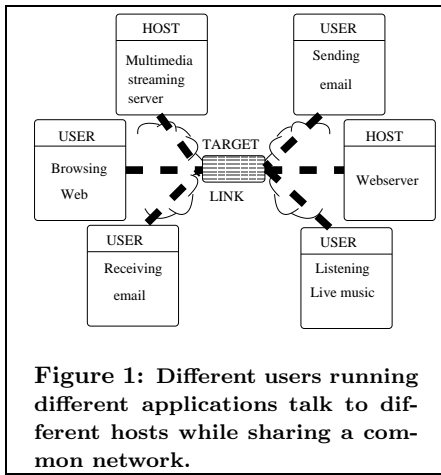 HOST
Multimedia
streaming
server
USER
Sending
email
USER
Browsing
Web
TARGET
LINK
HOST
Webserver
USER
Receiving
email
USER
Listening
Live music
Figure 1: Different users running
different applications talk to dif-
ferent hosts while sharing a com-
mon network.